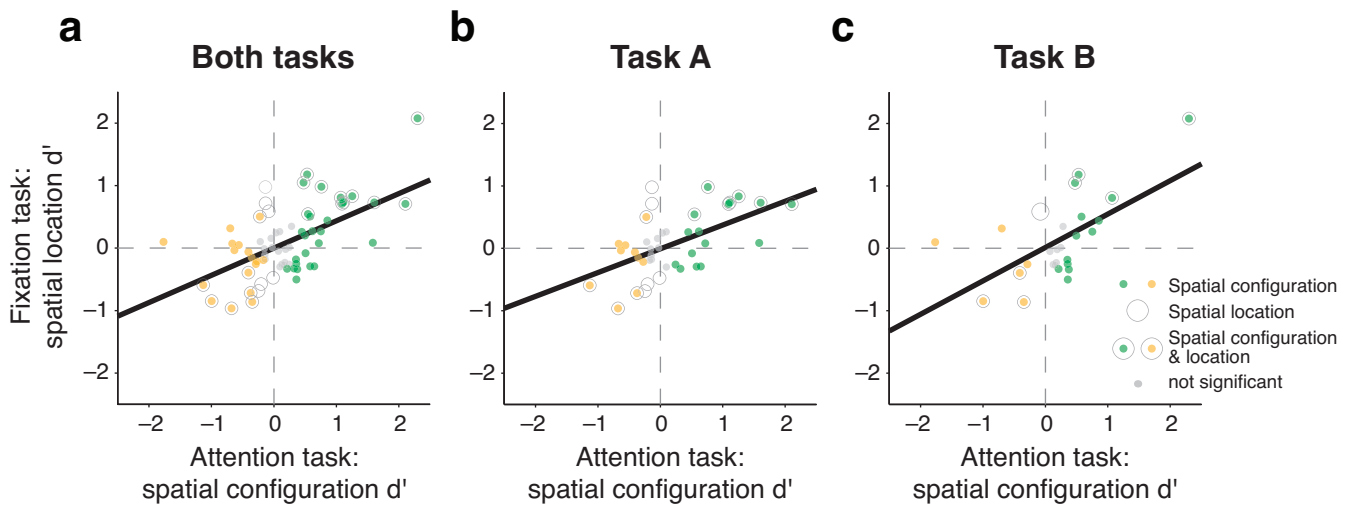 a
Both tasks
b
Task A
c
Task B
Fixation task:
spatial location d'
2
1
0
–1
–2
–2
–1
0
1
2
Attention task:
spatial configuration d'
2
1
0
–1
–2
–2
–1
0
1
2
Attention task:
spatial configuration d'
2
1
0
–1
–2
–2
–1
0
1
2
Attention task:
spatial configuration d'
Spatial configuration
Spatial location
Spatial configuration
& location
not significant